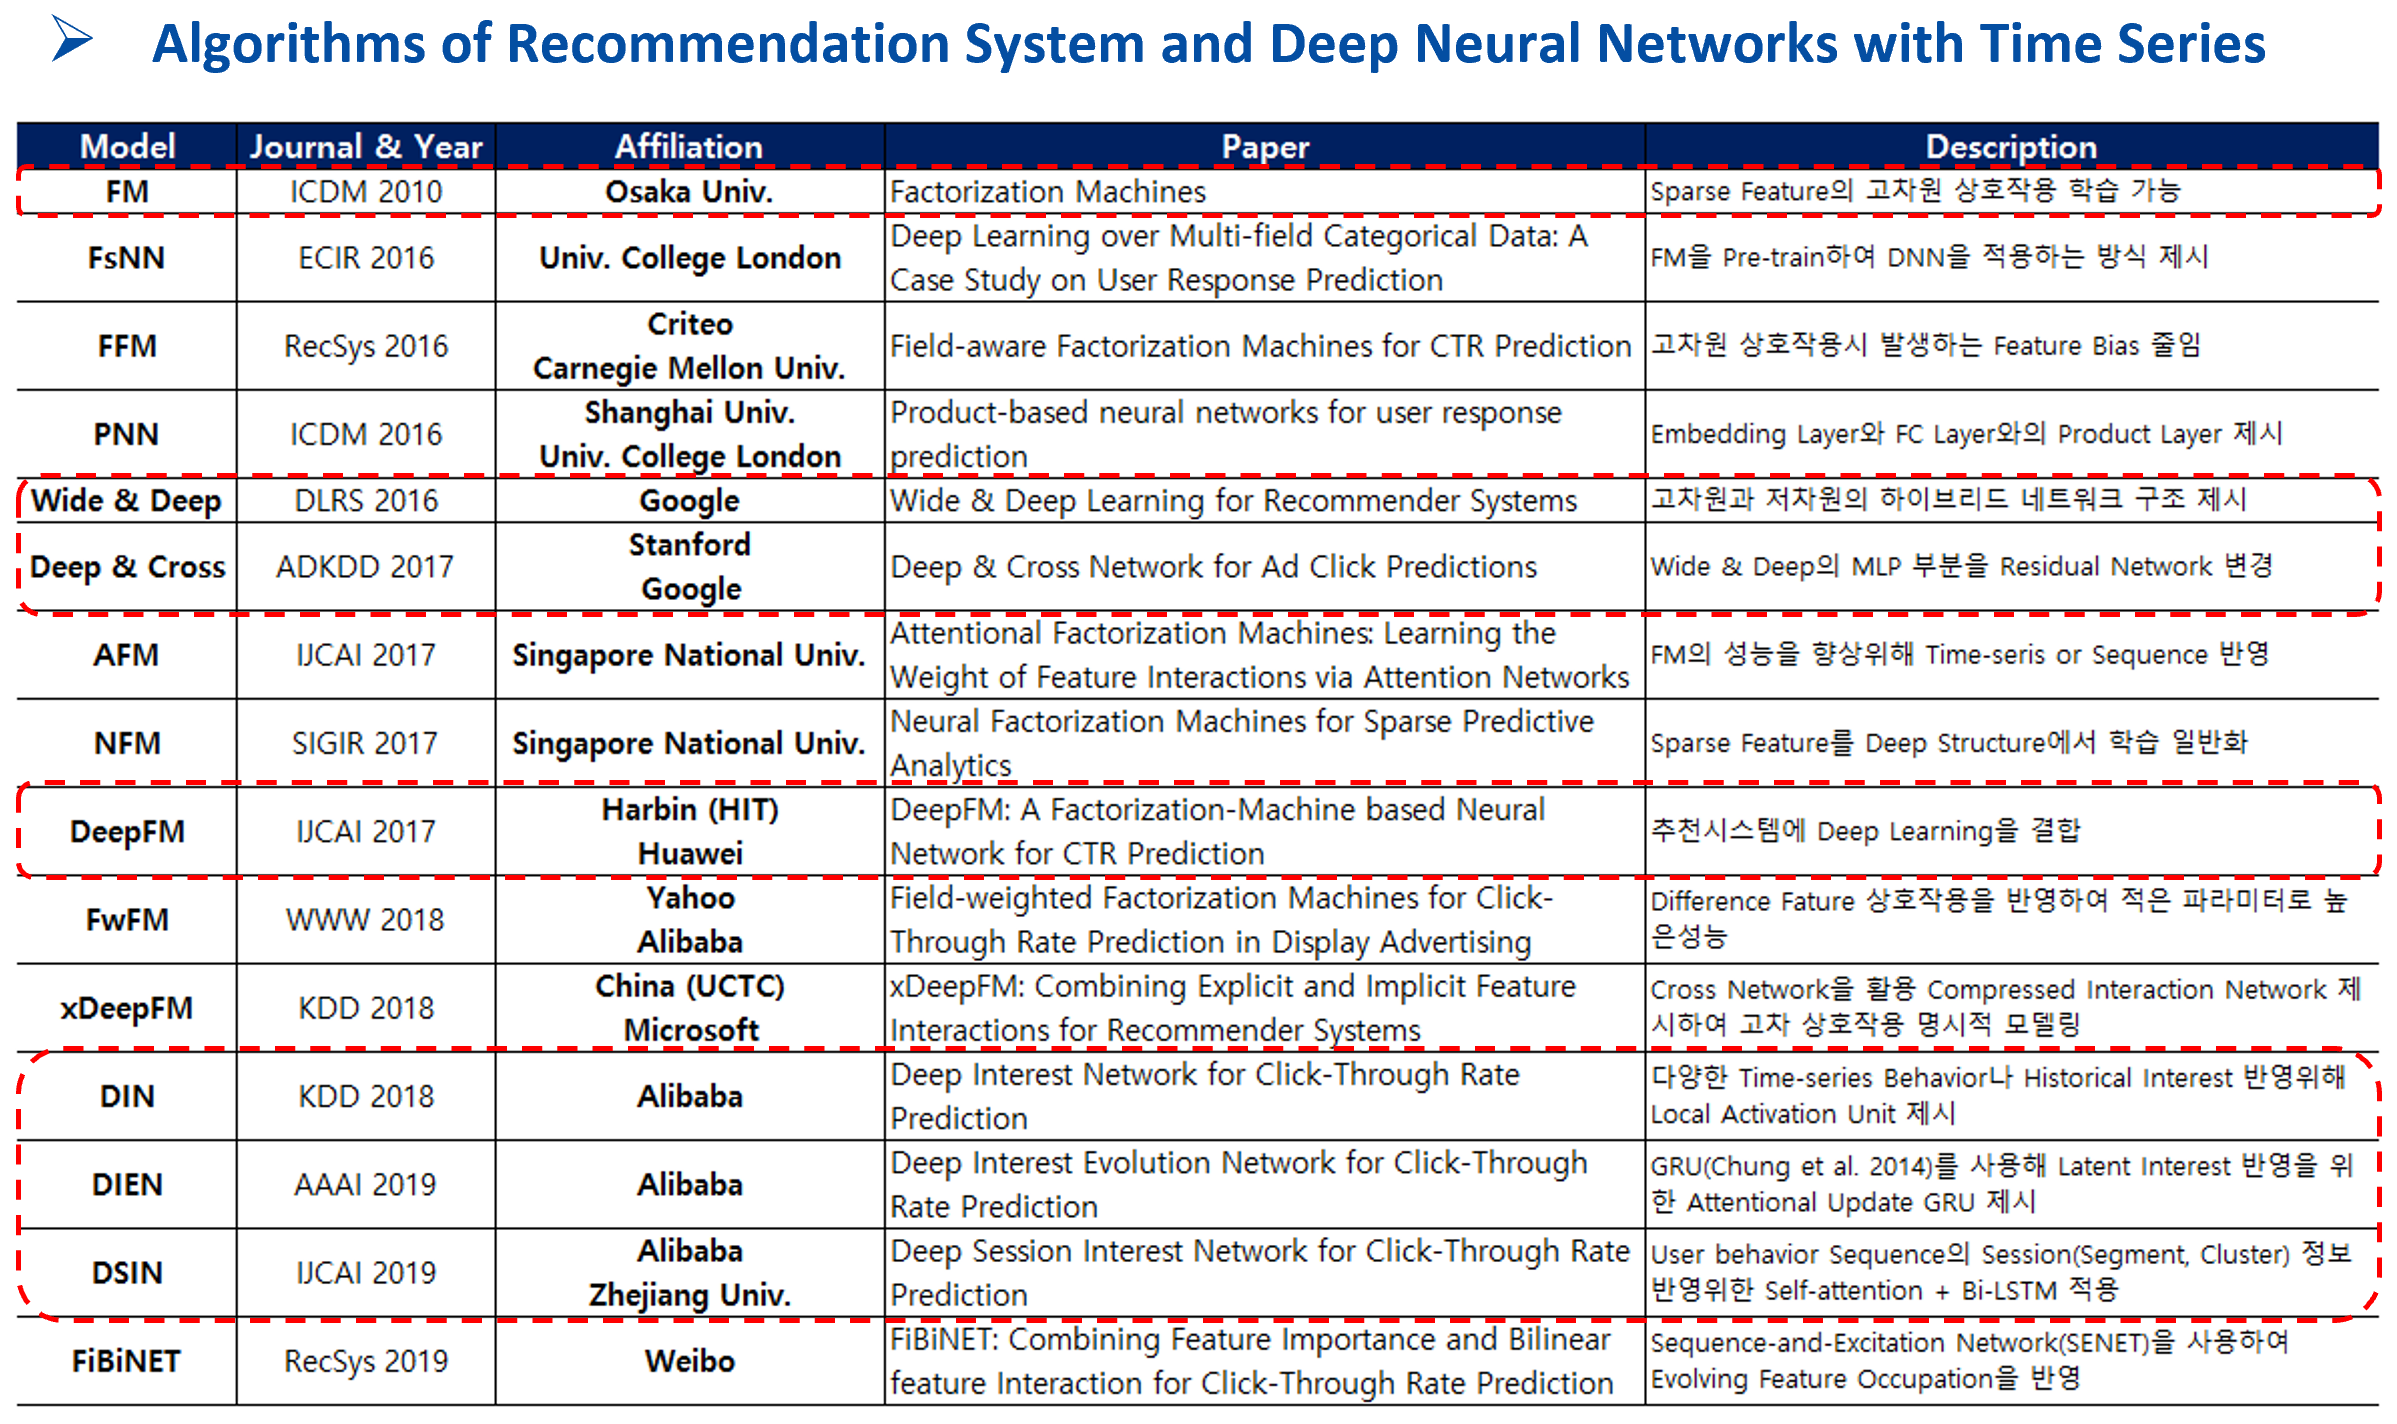 Algorithms of Recommendation System and Deep Neural Networks with Time Series
Model Journal & Year Affiliation Paper Description
FM ICDM 2010 Osaka Univ. Factorization Machines Sparse Feature의 고차원 상호작용 학습 가능
FsNN ECIR 2016 Univ. College London
Deep Learning over Multi-field Categorical Data: A
Case Study on User Response Prediction
FM을 Pre-train하여 DNN을 적용하는 방식 제시
FFM RecSys 2016
Criteo
Carnegie Mellon Univ.
Field-aware Factorization Machines for CTR Prediction
고차원 상호작용시 발생하는 Feature Bias 줄임
PNN ICDM 2016
Shanghai Univ.
Univ. College London
Product-based neural networks for user response
prediction
Embedding Layer와 FC Layer와의 Product Layer 제시
Wide & Deep DLRS 2016 Google Wide & Deep Learning for Recommender Systems 고차원과 저차원의 하이브리드 네트워크 구조 제시
Deep & Cross ADKDD 2017
Stanford
Google
Deep & Cross Network for Ad Click Predictions
Wide & Deep의 MLP 부분을 Residual Network 변경
AFM IJCAI 2017 Singapore National Univ.
Attentional Factorization Machines: Learning the
Weight of Feature Interactions via Attention Networks
FM의 성능을 향상위해 Time-seris or Sequence 반영
NFM SIGIR 2017 Singapore National Univ.
Neural Factorization Machines for Sparse Predictive
Analytics
Sparse Feature를 Deep Structure에서 학습 일반화
DeepFM IJCAI 2017
Harbin (HIT)
Huawei
DeepFM: A Factorization-Machine based Neural
Network for CTR Prediction
추천시스템에 Deep Learning을 결합
FwFM WWW 2018
Yahoo
Alibaba
Field-weighted Factorization Machines for Click-
Through Rate Prediction in Display Advertising
Difference Fature 상호작용을 반영하여 적은 파라미터로 높
은성능
xDeepFM KDD 2018
China (UCTC)
Microsoft
xDeepFM: Combining Explicit and Implicit Feature
Interactions for Recommender Systems
Cross Network을 활용 Compressed Interaction Network 제
시하여 고차 상호작용 명시적 모델링
DIN KDD 2018 Alibaba
Deep Interest Network for Click-Through Rate
Prediction
다양한 Time-series Behavior나 Historical Interest 반영위해
Local Activation Unit 제시
DIEN AAAI 2019 Alibaba
Deep Interest Evolution Network for Click-Through
Rate Prediction
GRU(Chung et al. 2014)를 사용해 Latent Interest 반영을 위
한 Attentional Update GRU 제시
DSIN IJCAI 2019
Alibaba
Zhejiang Univ.
Deep Session Interest Network for Click-Through Rate
Prediction
User behavior Sequence의 Session(Segment, Cluster) 정보
반영위한 Self-attention + Bi-LSTM 적용
FiBiNET RecSys 2019 Weibo
FiBiNET: Combining Feature Importance and Bilinear
feature Interaction for Click-Through Rate Prediction
Sequence-and-Excitation Network(SENET)을 사용하여
Evolving Feature Occupation을 반영